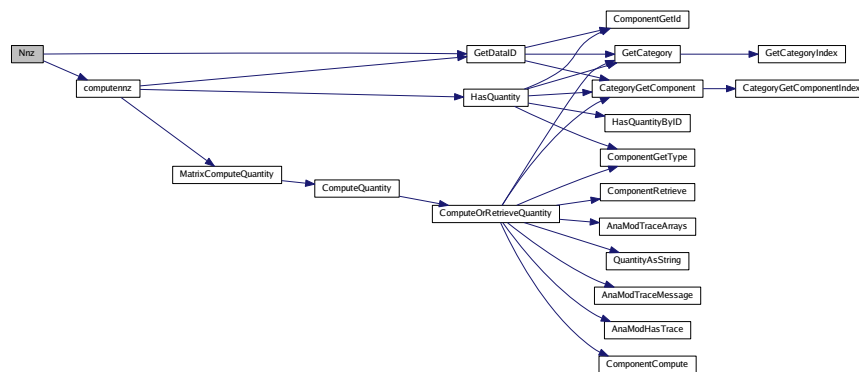 Nnz
computennz
MatrixComputeQuantity
ComputeQuantity
GetDataID
HasQuantity
ComputeOrRetrieveQuantity
ComponentGetId
GetCategory
CategoryGetComponent
HasQuantityByID
ComponentGetType
ComponentRetrieve
AnaModTraceArrays
QuantityAsString
AnaModTraceMessage
AnaModHasTrace
ComponentCompute
GetCategoryIndex
CategoryGetComponentIndex